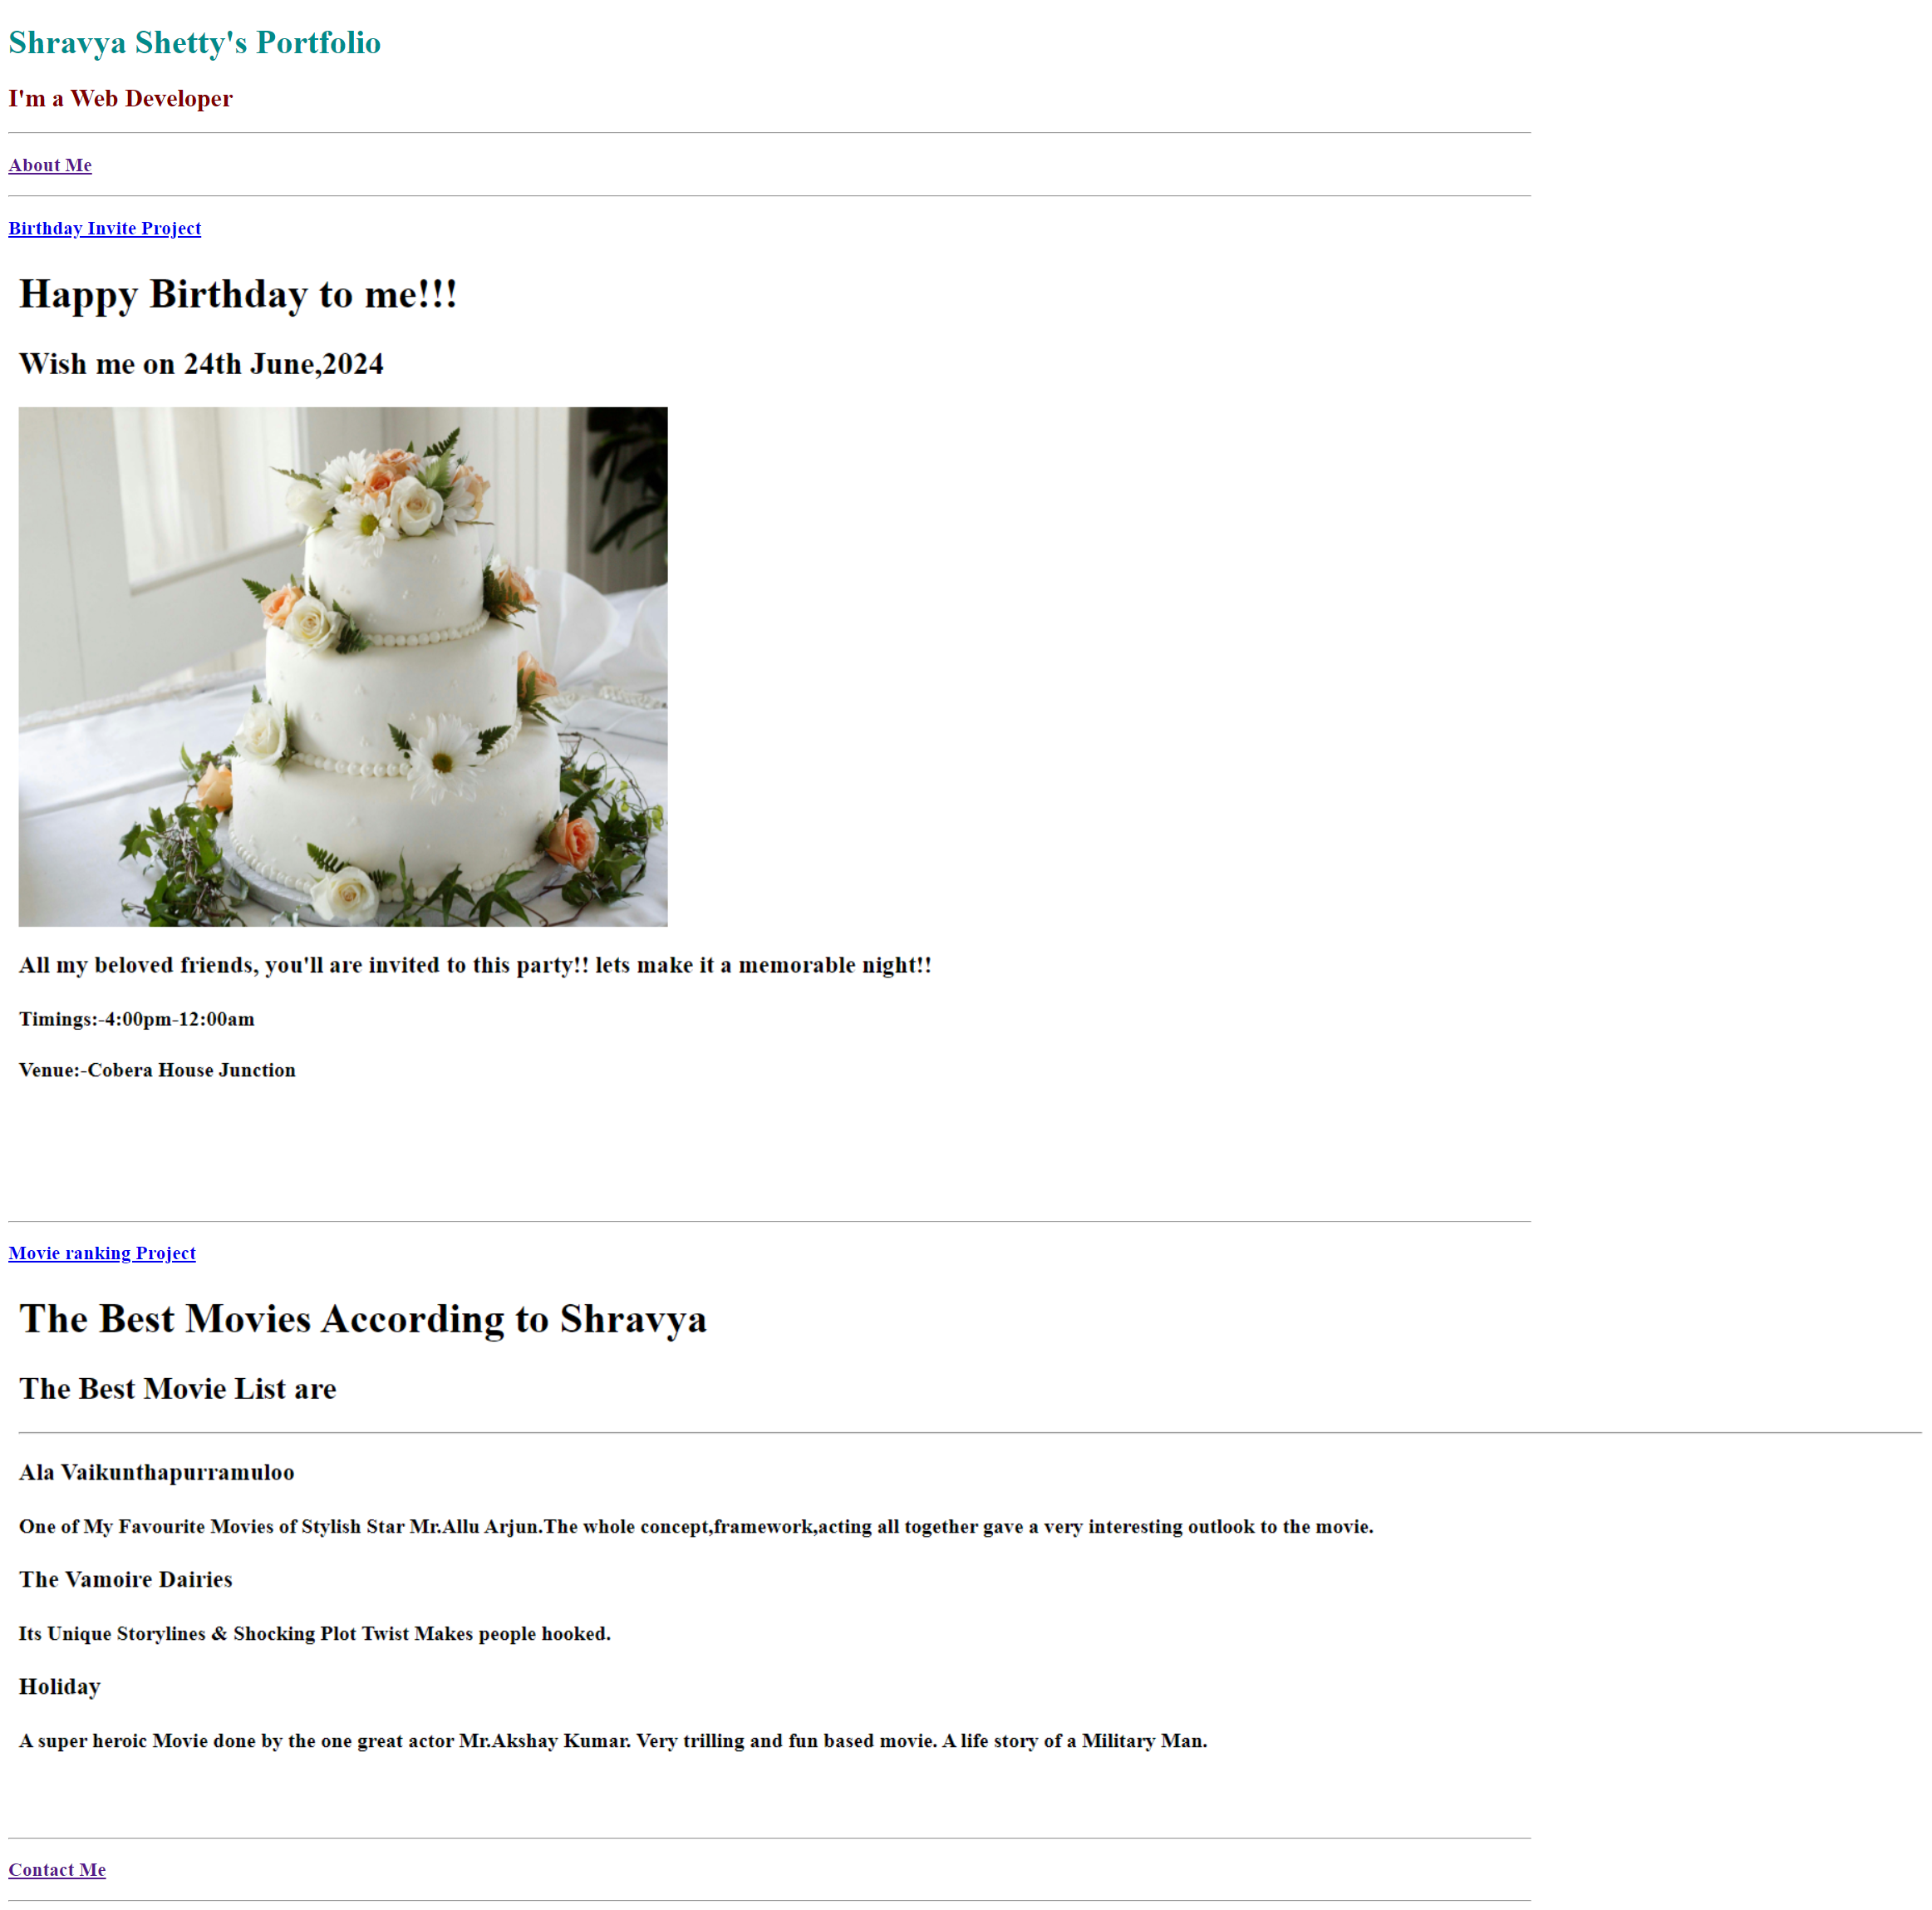 Shravya Shetty's Portfolio
I'm a Web Developer
About Me
Birthday Invite Project
Happy Birthday to me!!!
Wish me on 24th June,2024
All my beloved friends, you'll are invited to this party!! lets make it a memorable night!!
Timings:-4:00pm-12:00am
Venue:-Cobera House Junction
Movie ranking Project
The Best Movies According to Shravya
The Best Movie List are
Ala Vaikunthapurramuloo
One of My Favourite Movies of Stylish Star Mr.Allu Arjun.The whole concept,framework,acting all together gave a very interesting outlook to the movie.
The Vamoire Dairies
Its Unique Storylines & Shocking Plot Twist Makes people hooked.
Holiday
A super heroic Movie done by the one great actor Mr.Akshay Kumar. Very trilling and fun based movie. A life story of a Military Man.
Contact Me